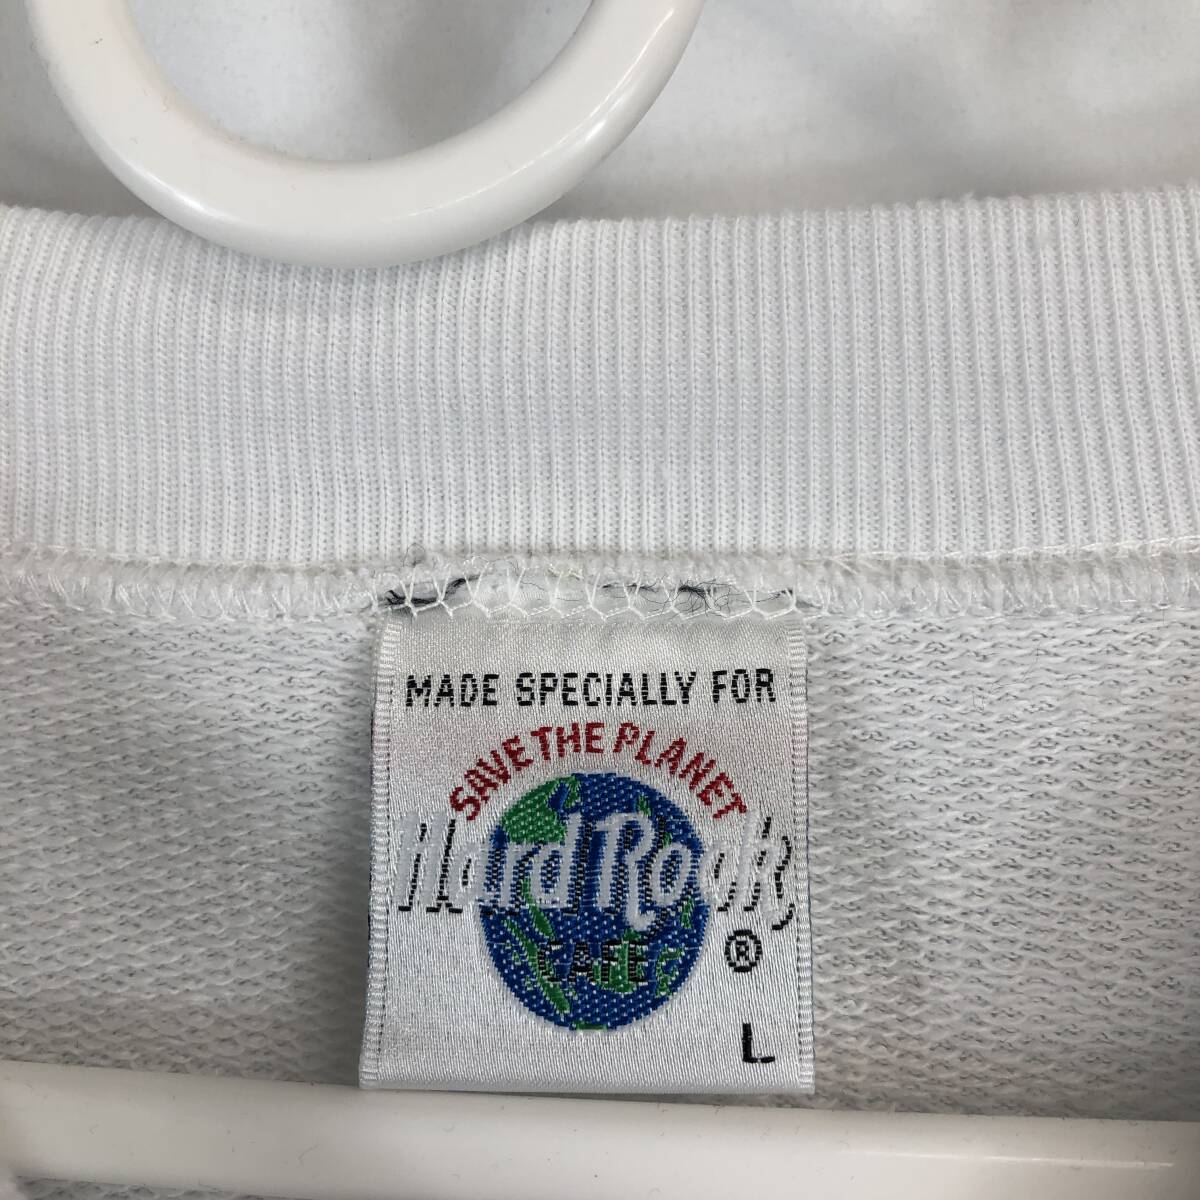 MADE SPECIALLY FOR
SAVE THE PLANET
Hard Rock
CAFE
®
L